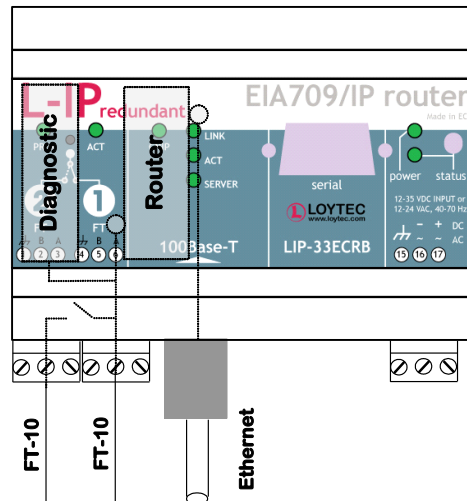 L-IP redundant
EIA709/IP router
Made in EC
Diagnostic
Router
ACT
LINK
ACT
SERVER
power
status
serial
2
1
FT
12-35 VDC INPUT or
12-24 VAC, 40-70 Hz
LOYTEC
www.loytec.com
B A
B A
- + DC
~ ~ AC
1 2 3
4 5 6
100Base-T
LIP-33ECRB
15 16 17
FT-10
FT-10
Ethernet